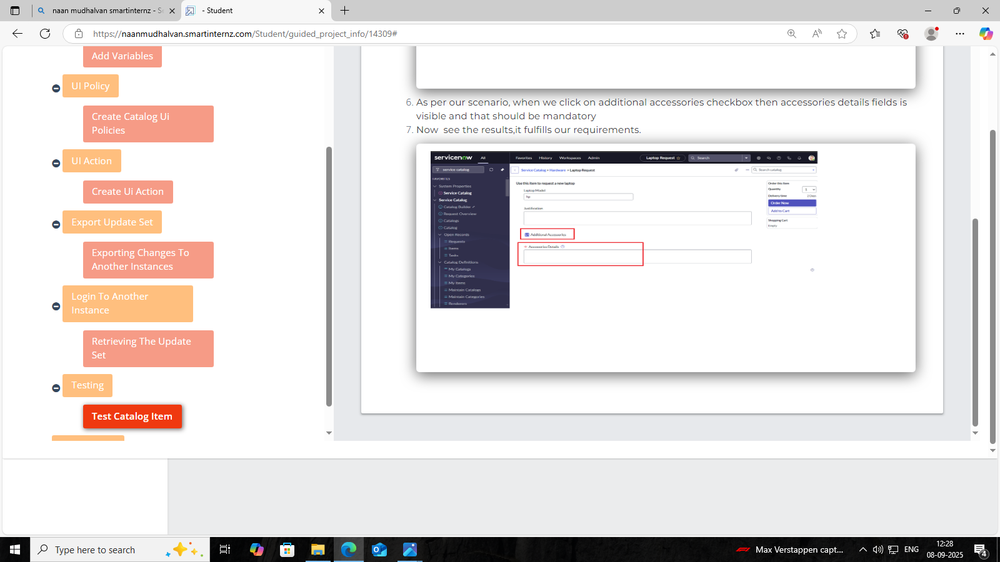 naan mudhalvan smartinternz - Se
- Student
https://naanmudhalvan.smartinternz.com/Student/guided_project_info/14309#
Add Variables
UI Policy
Create Catalog Ui
Policies
UI Action
Create Ui Action
Export Update Set
Exporting Changes To
Another Instances
Login To Another
Instance
Retrieving The Update
Set
Testing
Test Catalog Item
6. As per our scenario, when we click on additional accessories checkbox then accessories details fields is
visible and that should be mandatory
7. Now see the results,it fulfills our requirements.
servicenow All Favorites History Workspaces Admin Laptop Request Search
service catalog
FAVORITES
System Properties
Service Catalog
Service Catalog
Catalog Builder
Request Overview
Catalogs
Catalog
Open Records
Requests
Items
Tasks
Catalog Definitions
My Catalogs
My Categories
My Items
Maintain Catalogs
Maintain Categories
Renderers
Service Catalog > Hardware > Laptop Request
Search catalog
Use this item to request a new laptop
Laptop Model
hp
Justification
Additional Accessories
* Accessories Details
Order this Item
Quantity 1
Delivery time 2 Days
Order Now
Add to Cart
Shopping Cart
Empty
Type here to search
Max Verstappen capt...
ENG
12:28
08-09-2025
4